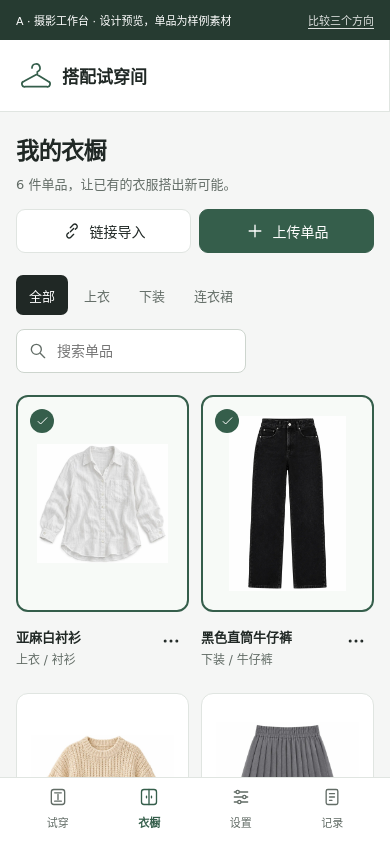 A · 摄影工作台 · 设计预览，单品为样例素材
比较三个方向
搭配试穿间
我的衣橱
6 件单品，让已有的衣服搭出新可能。
链接导入
上传单品
全部
上衣
下装
连衣裙
搜索单品
亚麻白衬衫
上衣 / 衬衫
黑色直筒牛仔裤
下装 / 牛仔裤
试穿
衣橱
设置
记录